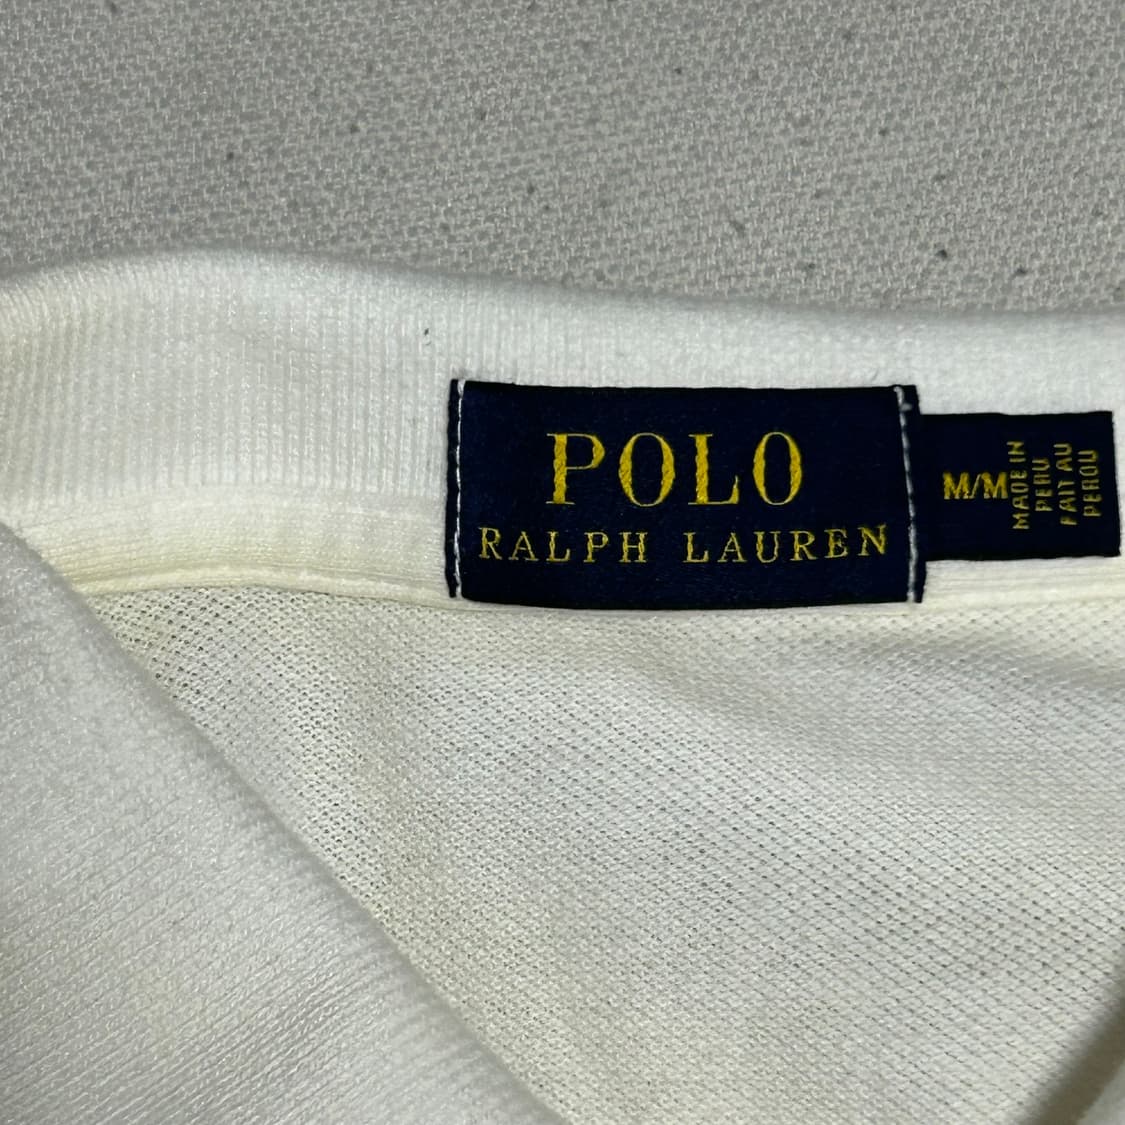 POLO
RALPH LAUREN
M/M
MADE IN
PERU
FAIT AU
PEROU